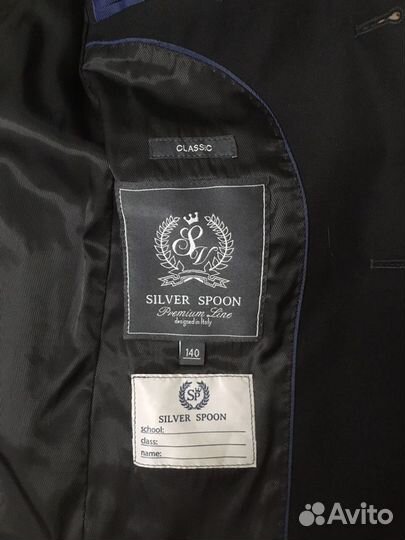 CLASSIC
SV
SILVER SPOON
Premium Line
designed in Italy
140
SP
SILVER SPOON
school:
class:
name:
Avito